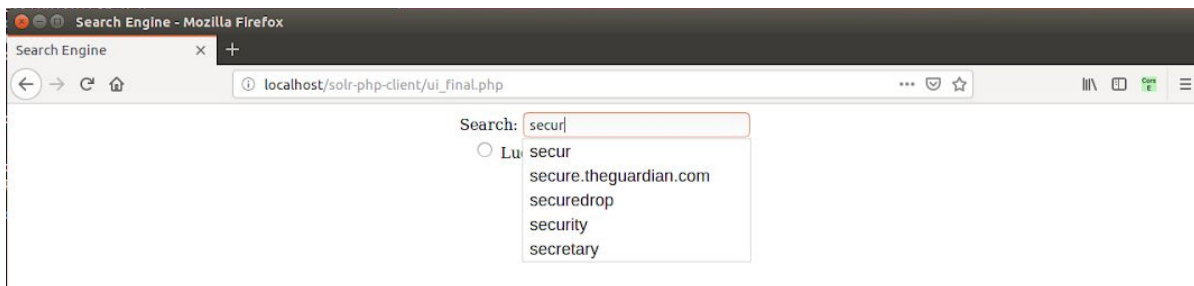 Search Engine - Mozilla Firefox
Search Engine
localhost/solr-php-client/ui_final.php
Search: secur
Lu
secur
secure.theguardian.com
securedrop
security
secretary